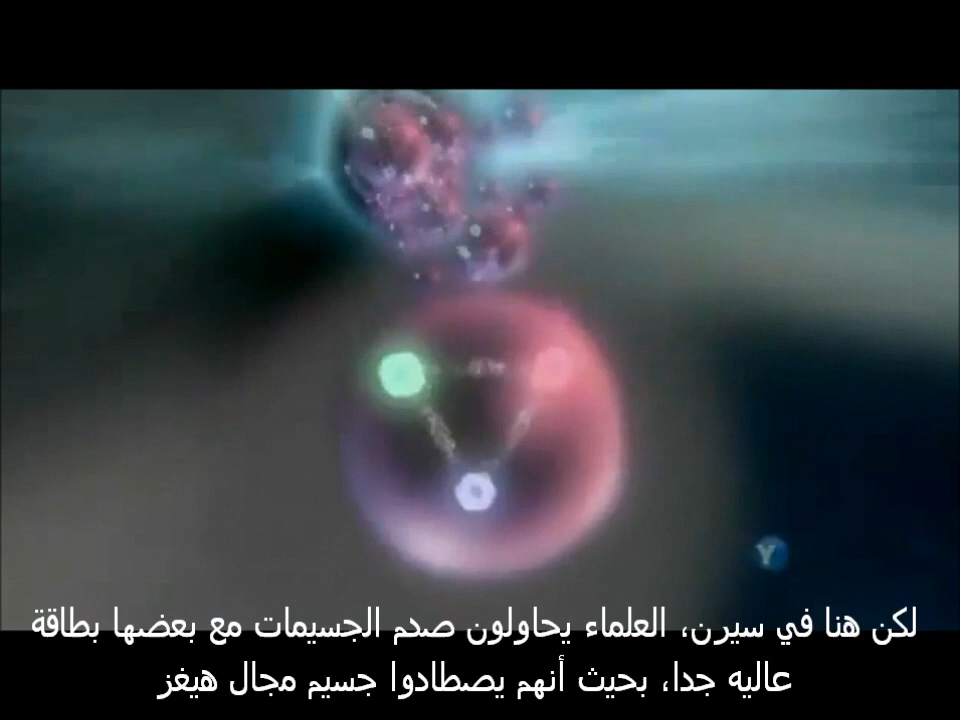 Y
لكن هنا في سيرن، العلماء يحاولون صدم الجسيمات مع بعضها بطاقة
عاليه جدا، بحيث أنهم يصطادوا جسيم مجال هيغز